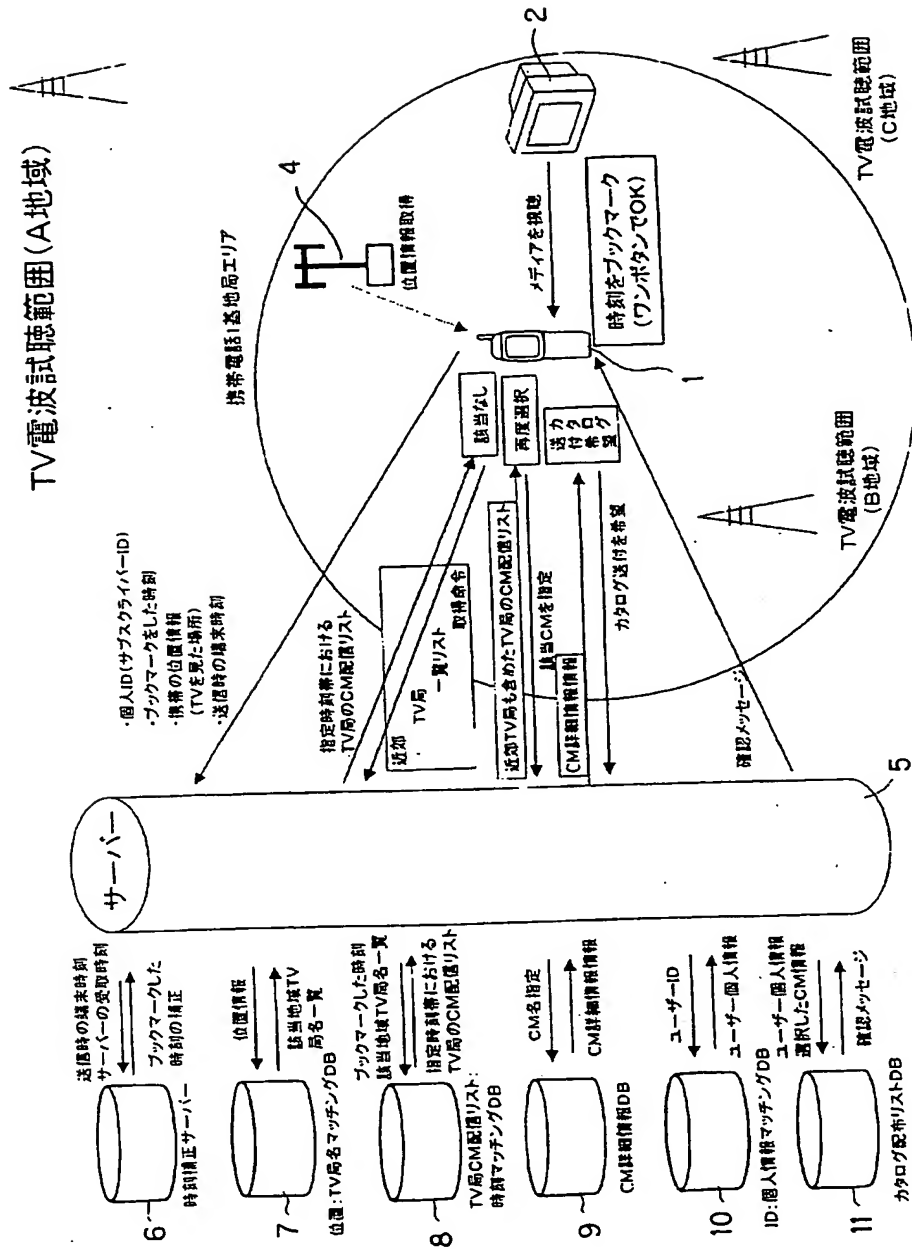 TV電波試聴範囲(A地域)
携帯電話1基地局エリア
4
位置情報取得
2
メディアを視聴
時刻をブックマーク
(ワンボタンでOK)
1
TV電波試聴範囲
(C地域)
TV電波試聴範囲
(B地域)
該当なし
再度選択
カタログ
送付希望
・個人ID(サブスクライバーID)
・ブックマークをした時刻
・携帯の位置情報
(TVを見た場所)
・送信時の端末時刻
指定時刻帯における
TV局のCM配信リスト
近郊
TV局
一覧リスト
取得命令
近郊TV局も含めたTV局のCM配信リスト
該当CMを指定
CM詳細情報情報
カタログ送付を希望
確認メッセージ
サーバー
5
送信時の端末時刻
サーバーの受取時刻
ブックマークした
時刻の補正
6
時刻補正サーバー
位置情報
該当地域TV
局名一覧
7
位置:TV局名マッチングDB
ブックマークした時刻
該当地域TV局名一覧
指定時刻帯における
TV局のCM配信リスト
8
TV局CM配信リスト:
時刻マッチングDB
CM名指定
CM詳細情報情報
9
CM詳細情報DB
ユーザーID
ユーザー個人情報
10
ID:個人情報マッチングDB
ユーザー個人情報
選択したCM情報
確認メッセージ
11
カタログ配布リストDB